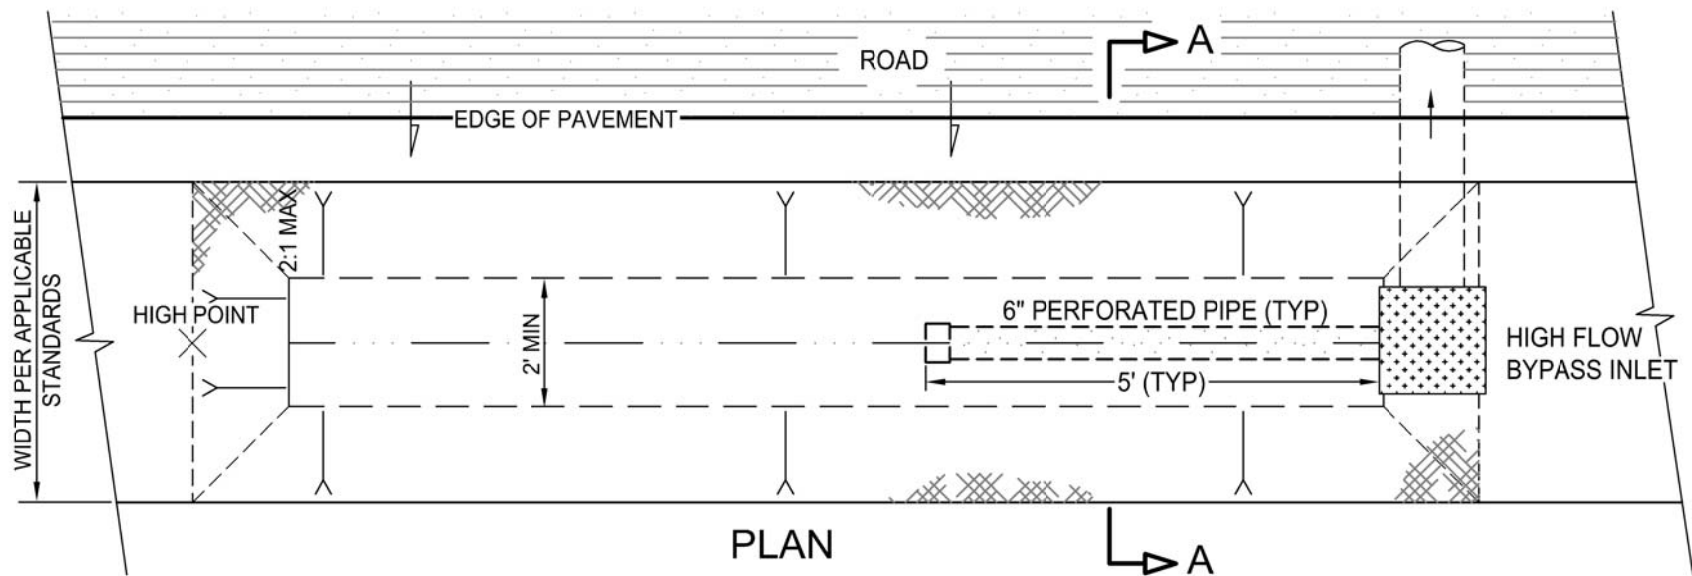 A
ROAD
EDGE OF PAVEMENT
WIDTH PER APPLICABLE
STANDARDS
2:1 MAX
HIGH POINT
2' MIN
6" PERFORATED PIPE (TYP)
5' (TYP)
HIGH FLOW
BYPASS INLET
PLAN
A